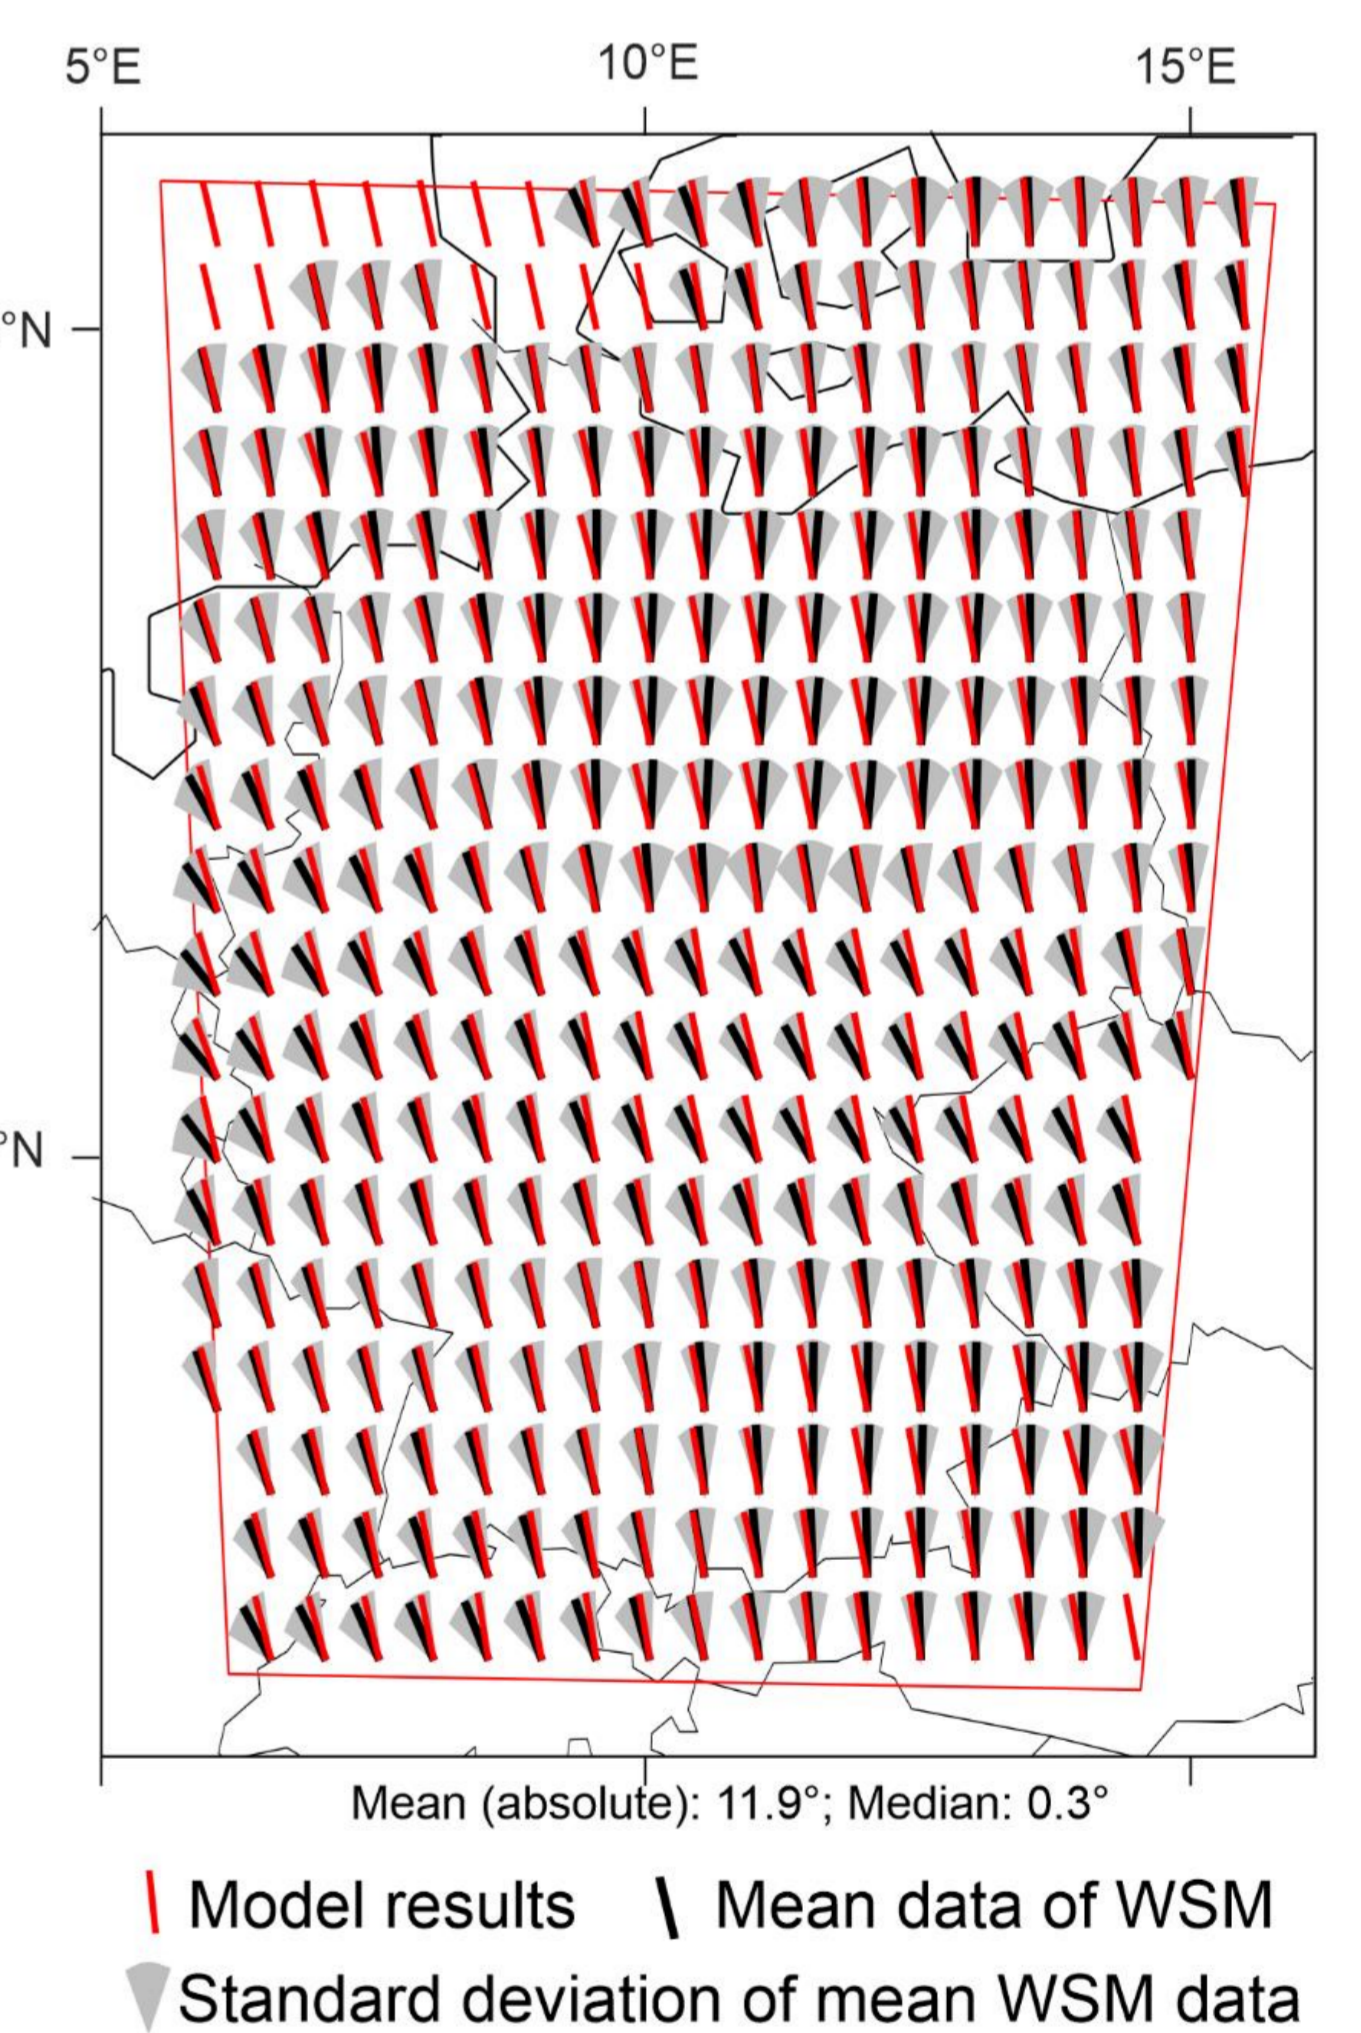 5°E 10°E 15°E
°N
°N
Mean (absolute): 11.9°; Median: 0.3°
Model results Mean data of WSM
Standard deviation of mean WSM data